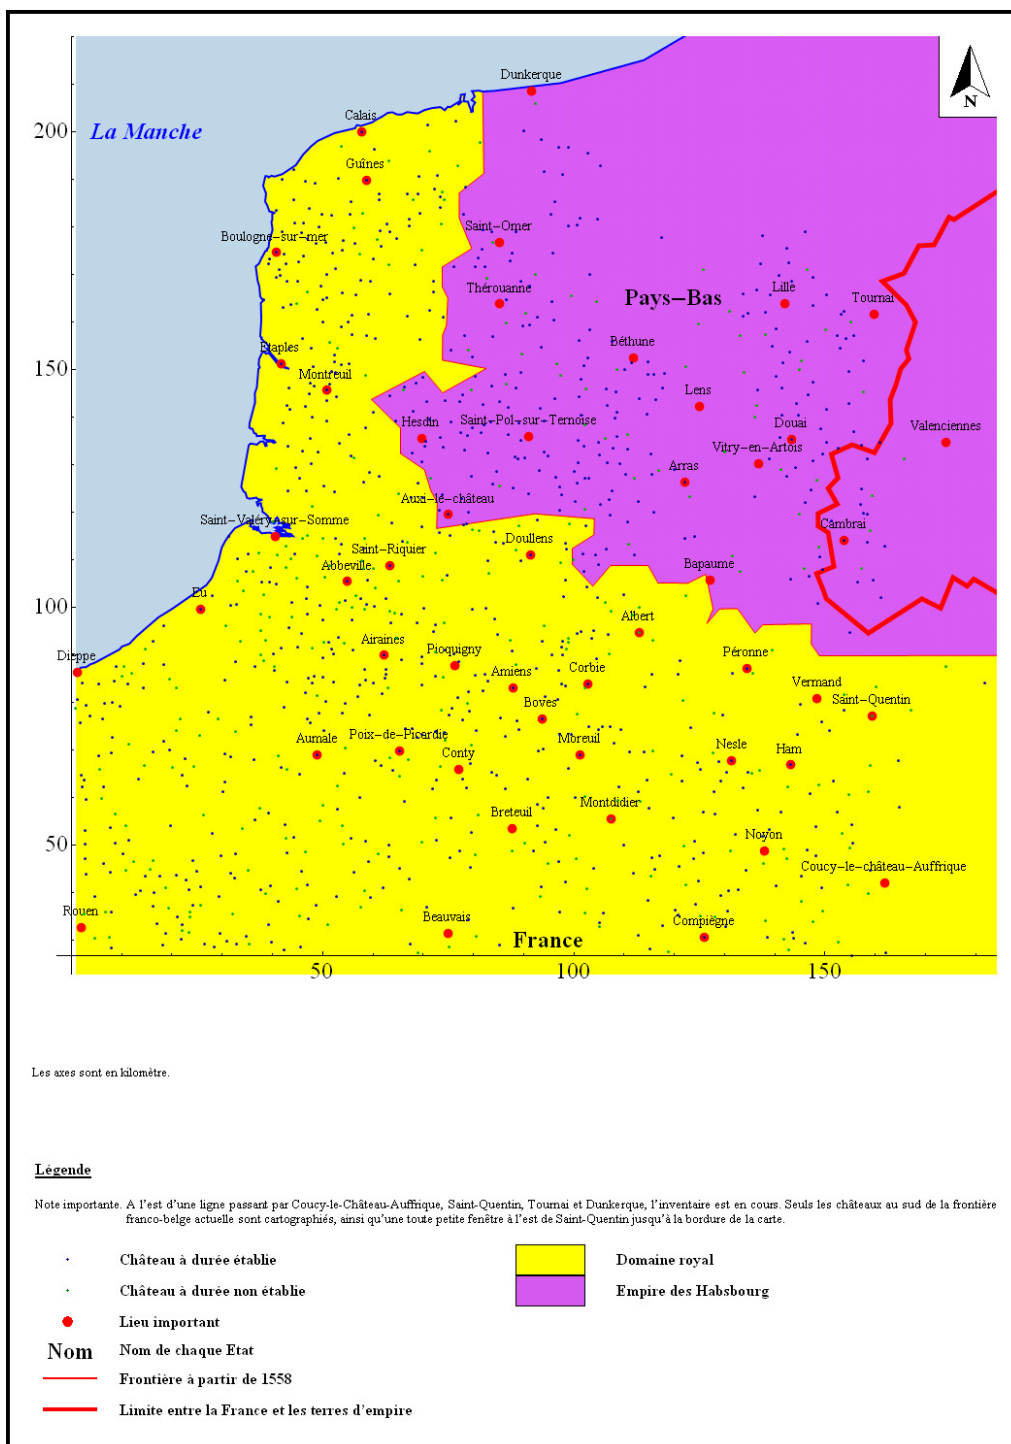 Dunkerque
N
200
La Manche
Calais
Guînes
Saint-Omer
Boulogne-sur-mer
Thérouanne
Pays-Bas
Lille
Tournai
Béthune
150
Etaples
Montreuil
Lens
Hesdin
Saint-Pol-sur-Ternoise
Douai
Valenciennes
Vitry-en-Artois
Arras
Auxi-le-château
Saint-Valéry-sur-Somme
Câmbrai
Doullens
Saint-Riquier
Abbeville
Bapaume
100
Eu
Albert
Airaines
Pioquigny
Dieppe
Amiens
Corbie
Péronne
Boves
Vermand
Saint-Quentin
Aumale
Poix-de-Picardie
Conty
Moreuil
Nesle
Ham
Breteuil
Montdidier
50
Noyon
Coucy-le-château-Auffrique
Rouen
Beauvais
Compiègne
France
50
100
150
Les axes sont en kilomètre.
Légende
Note importante. A l'est d'une ligne passant par Coucy-le-Château-Auffrique, Saint-Quentin, Tournai et Dunkerque, l'inventaire est en cours. Seuls les châteaux au sud de la frontière
franco-belge actuelle sont cartographiés, ainsi qu'une toute petite fenêtre à l'est de Saint-Quentin jusqu'à la bordure de la carte.
Château à durée établie
Domaine royal
Château à durée non établie
Empire des Habsbourg
Lieu important
Nom Nom de chaque Etat
Frontière à partir de 1558
Limite entre la France et les terres d'empire